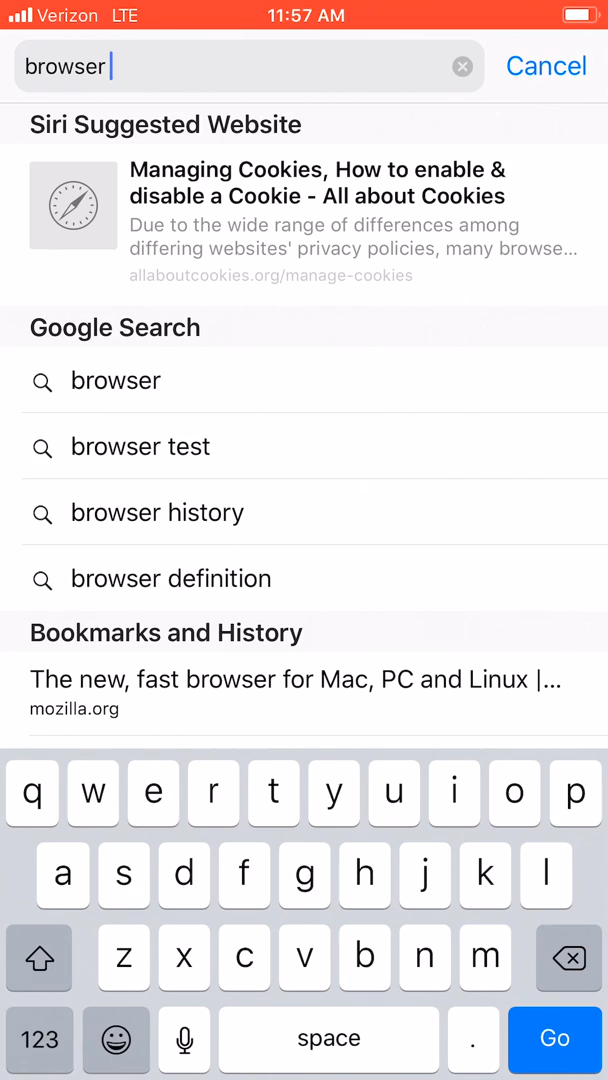 Verizon LTE 11:57 AM
browser Cancel
Siri Suggested Website
Managing Cookies, How to enable &
disable a Cookie - All about Cookies
Due to the wide range of differences among
differing websites' privacy policies, many browse...
allaboutcookies.org/manage-cookies
Google Search
browser
browser test
browser history
browser definition
Bookmarks and History
The new, fast browser for Mac, PC and Linux |...
mozilla.org
q w e r t y u i o p
a s d f g h j k l
z x c v b n m
123 space . Go